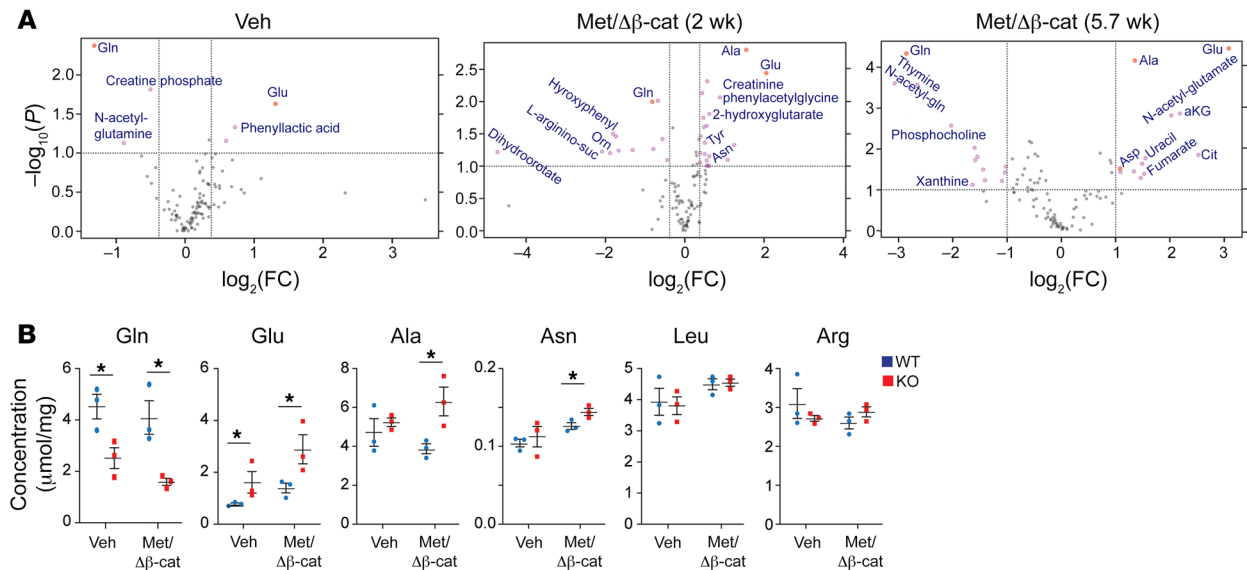 A
Veh
Met/Δβ-cat (2 wk)
Met/Δβ-cat (5.7 wk)
−log10(P)
2.0
1.5
1.0
0.5
0.0
Gln
Creatine phosphate
Glu
N-acetyl-
glutamine
Phenyllactic acid
−1 0 1 2 3
log2(FC)
2.5
2.0
1.5
1.0
0.5
0.0
Ala
Glu
Gln
Creatinine
phenylacetylglycine
Hyroxyphenyl
2-hydroxyglutarate
Orn
L-arginino-suc
Tyr
Asn
Dihydroorotate
−4 −2 0 2 4
log2(FC)
4
3
2
1
0
Gln
Glu
Ala
Thymine
N-acetyl-gln
N-acetyl-glutamate
aKG
Phosphocholine
Asp
Uracil
Fumarate
Cit
Xanthine
−3 −2 −1 0 1 2 3
log2(FC)
B
Gln
Glu
Ala
Asn
Leu
Arg
Concentration
(μmol/mg)
6
4
2
0
*
*
Veh
Met/
Δβ-cat
6
4
2
0
*
*
Veh
Met/
Δβ-cat
8
6
4
2
0
*
Veh
Met/
Δβ-cat
0.2
0.1
0.0
*
Veh
Met/
Δβ-cat
5
4
3
2
1
0
Veh
Met/
Δβ-cat
4
3
2
1
0
Veh
Met/
Δβ-cat
WT
KO